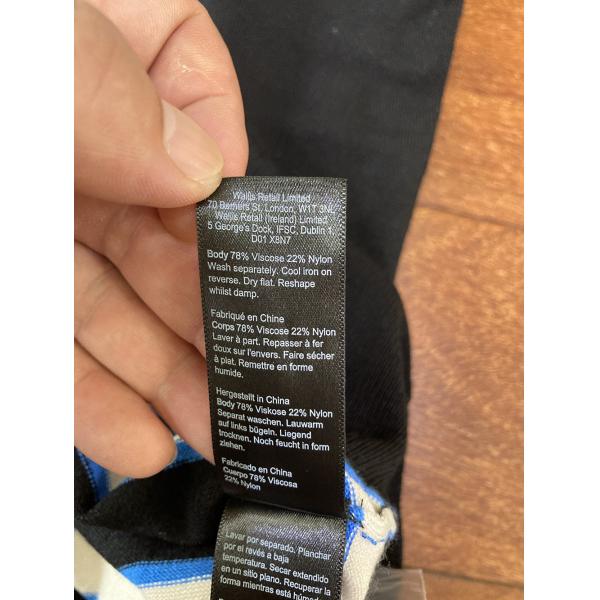 Wallis Retail Limited
70 Berners St, London, W1T 3NL
Wallis Retail (Ireland) Limited
5 George's Dock, IFSC, Dublin 1,
D01 X8N7
Body 78% Viscose 22% Nylon
Wash separately. Cool iron on
reverse. Dry flat. Reshape
whilst damp.
Fabriqué en Chine
Corps 78% Viscose 22% Nylon
Laver à part. Repasser à fer
doux sur l'envers. Faire sécher
à plat. Remettre en forme
humide.
Hergestellt in China
Body 78% Viskose 22% Nylon
Separat waschen. Lauwarm
auf links bügeln. Liegend
trocknen. Noch feucht in form
ziehen.
Fabricado en China
Cuerpo 78% Viscosa
22% Nylon
Lavar por separado. Planchar
por el revés a baja
temperatura. Secar extendido
en un sitio plano. Recuperar la
forma mientras está húmedo